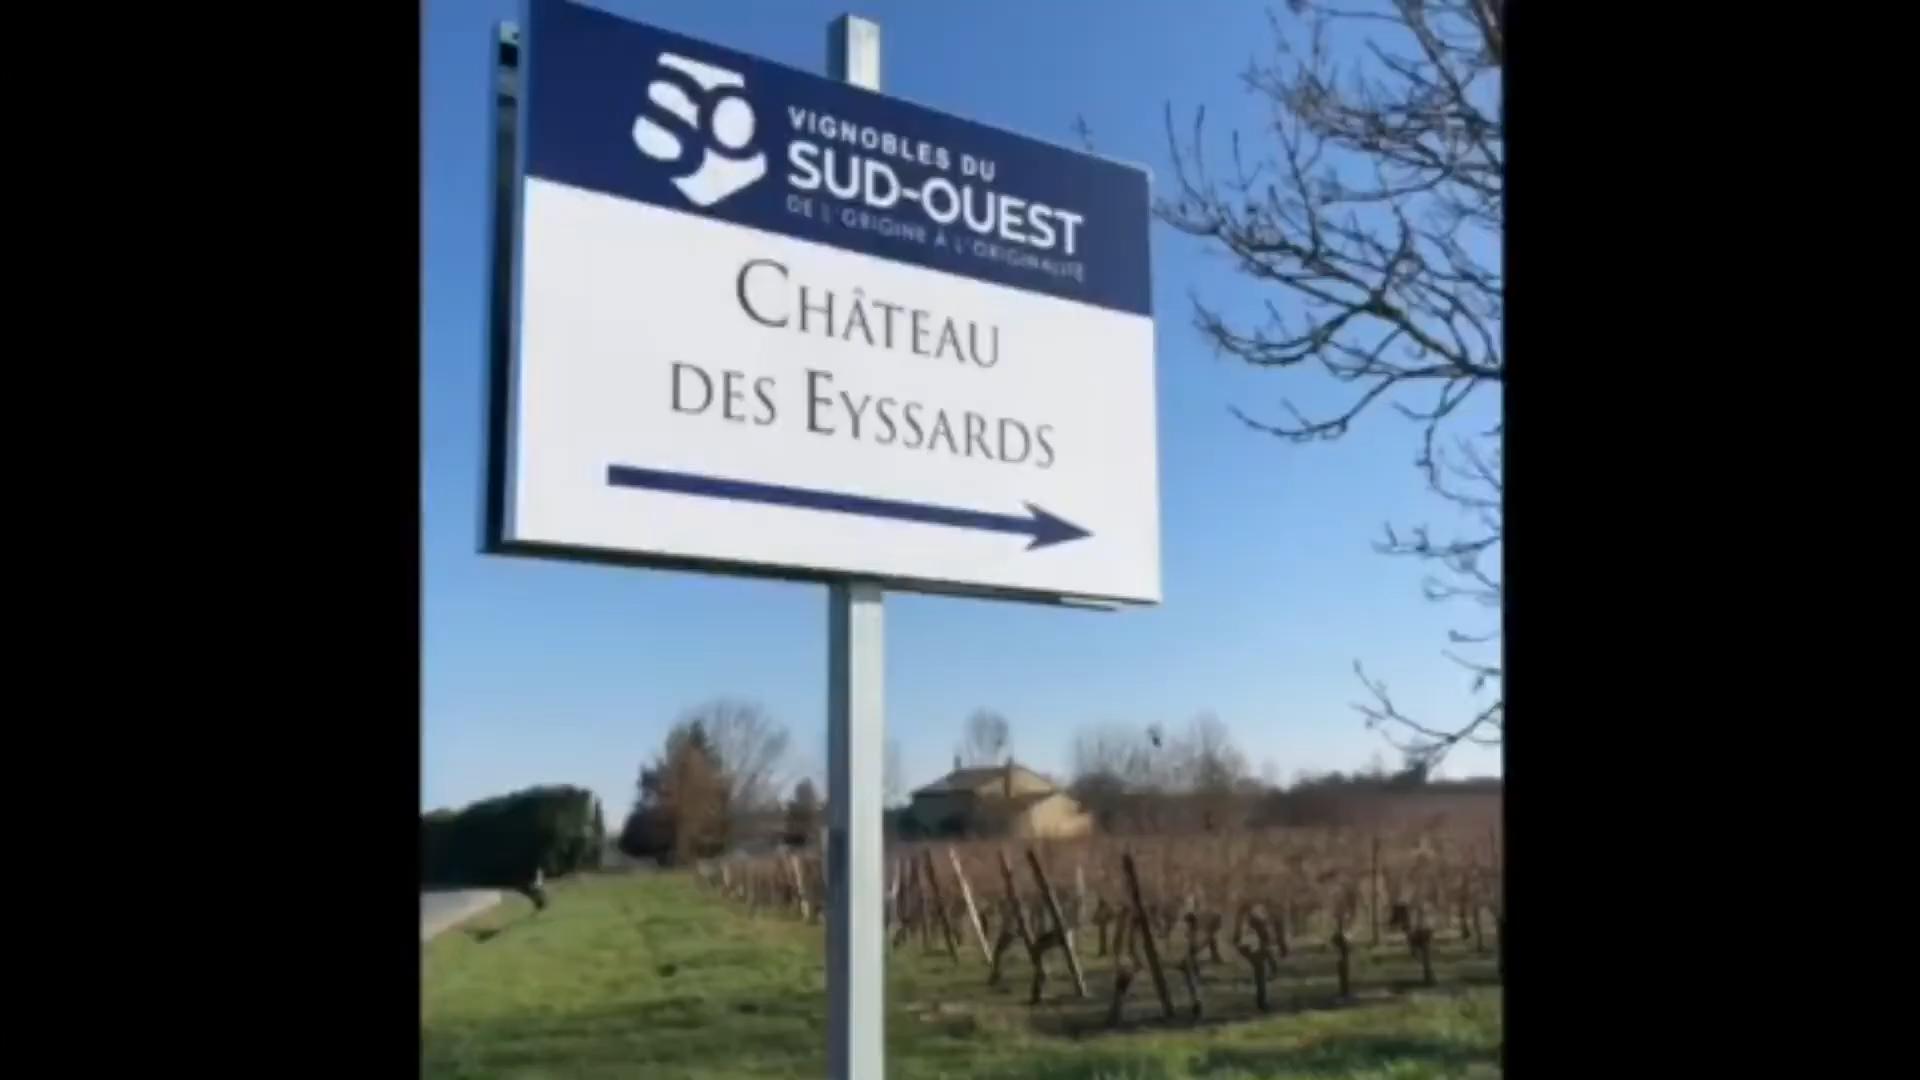 VIGNOBLES DU
SUD-OUEST
DE L'ORIGINE À L'ORIGINALITÉ
CHÂTEAU
DES EYSSARDS